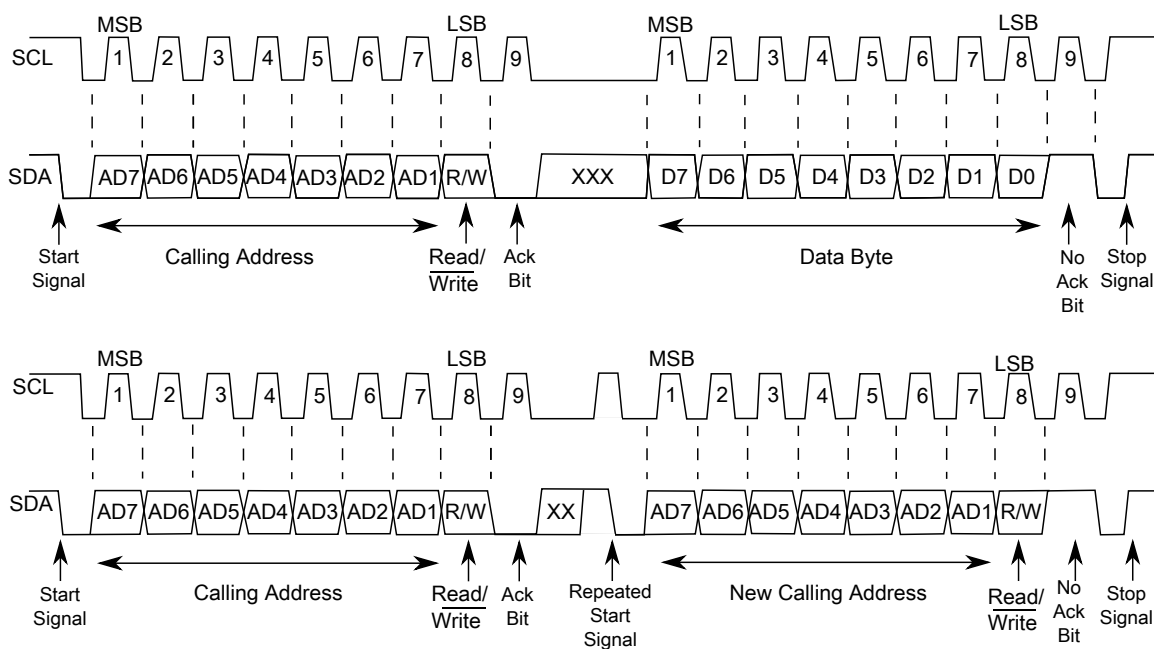 MSB LSB MSB LSB
SCL 1 2 3 4 5 6 7 8 9 1 2 3 4 5 6 7 8 9
SDA AD7 AD6 AD5 AD4 AD3 AD2 AD1 R/W XXX D7 D6 D5 D4 D3 D2 D1 D0
Start
Signal
Calling Address
Read/
Write
Ack
Bit
Data Byte
No
Ack
Bit
Stop
Signal
MSB LSB MSB LSB
SCL 1 2 3 4 5 6 7 8 9 1 2 3 4 5 6 7 8 9
SDA AD7 AD6 AD5 AD4 AD3 AD2 AD1 R/W XX AD7 AD6 AD5 AD4 AD3 AD2 AD1 R/W
Start
Signal
Calling Address
Read/
Write
Ack
Bit
Repeated
Start
Signal
New Calling Address
Read/
Write
No
Ack
Bit
Stop
Signal